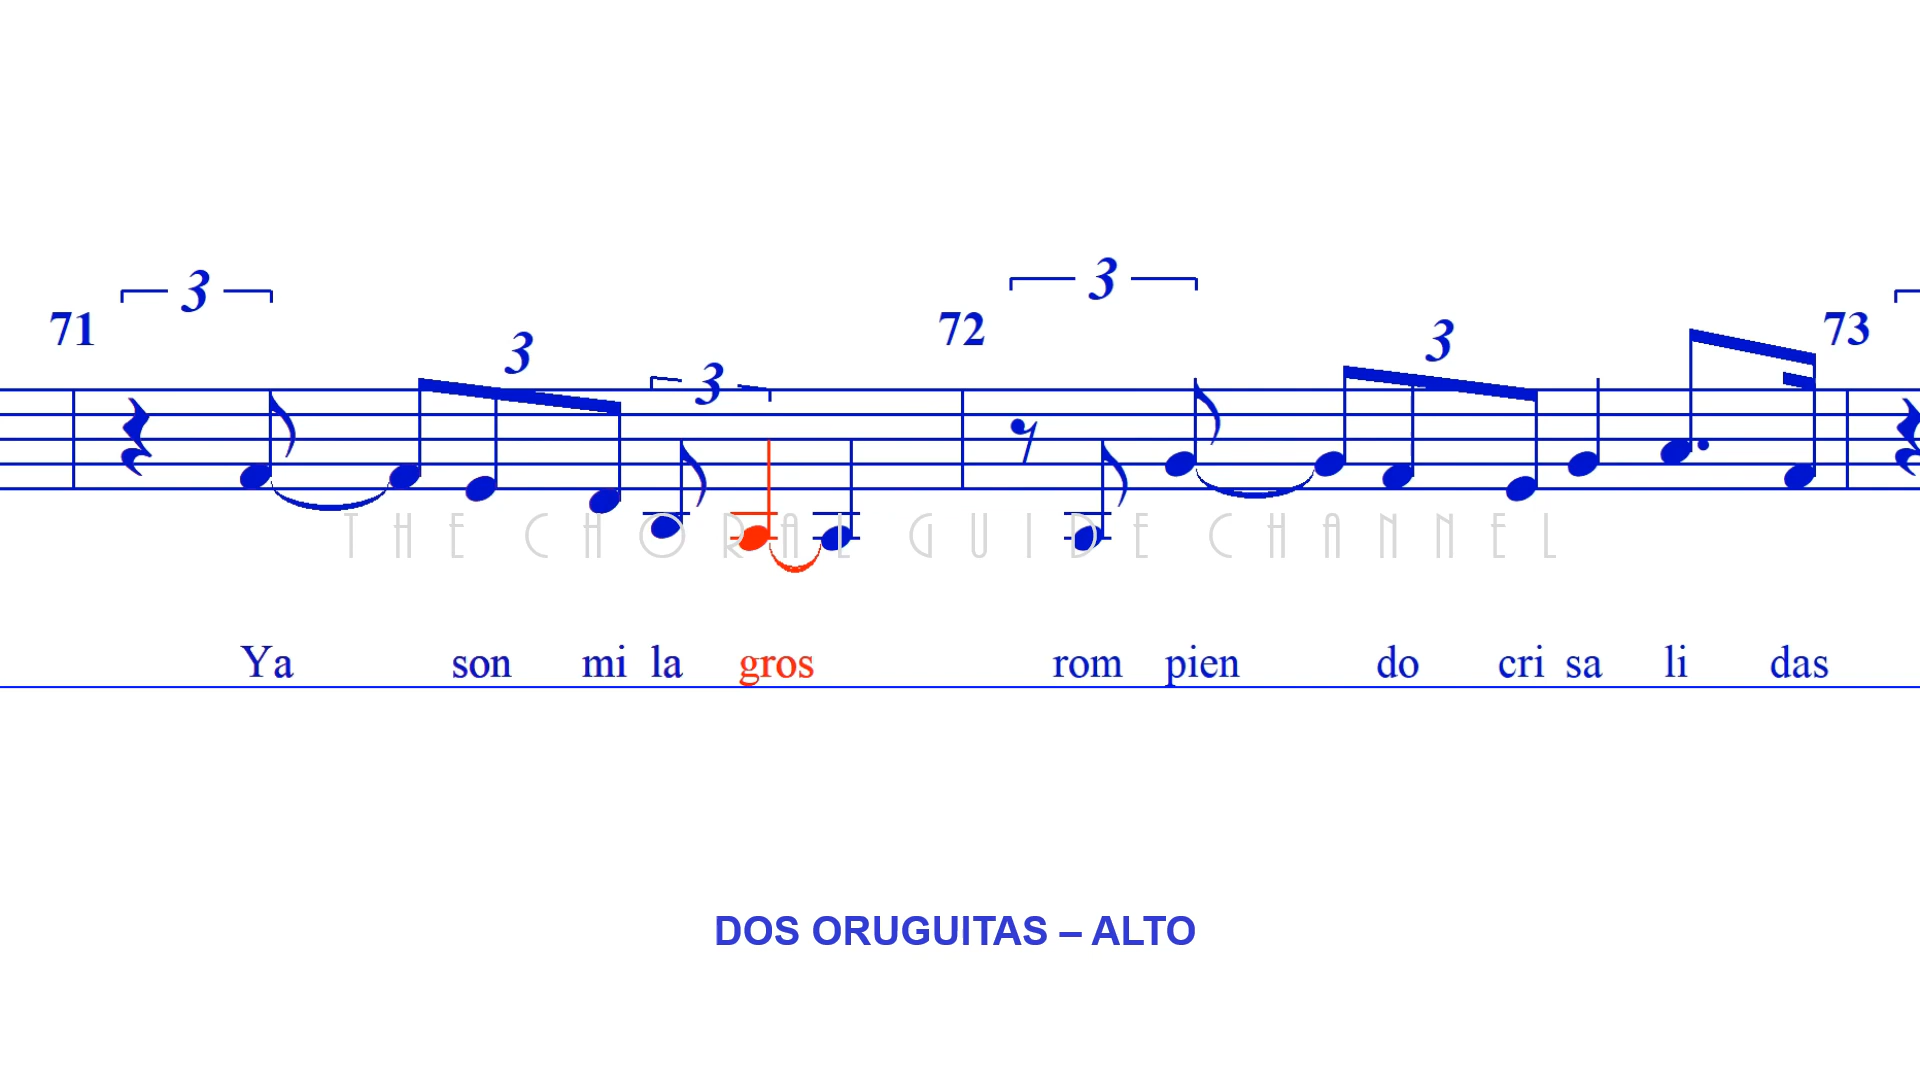 3 3 3 3 3
71 72 73
THE CHORAL GUIDE CHANNEL
Ya son mi la gros rom pien do cri sa li das
DOS ORUGUITAS – ALTO